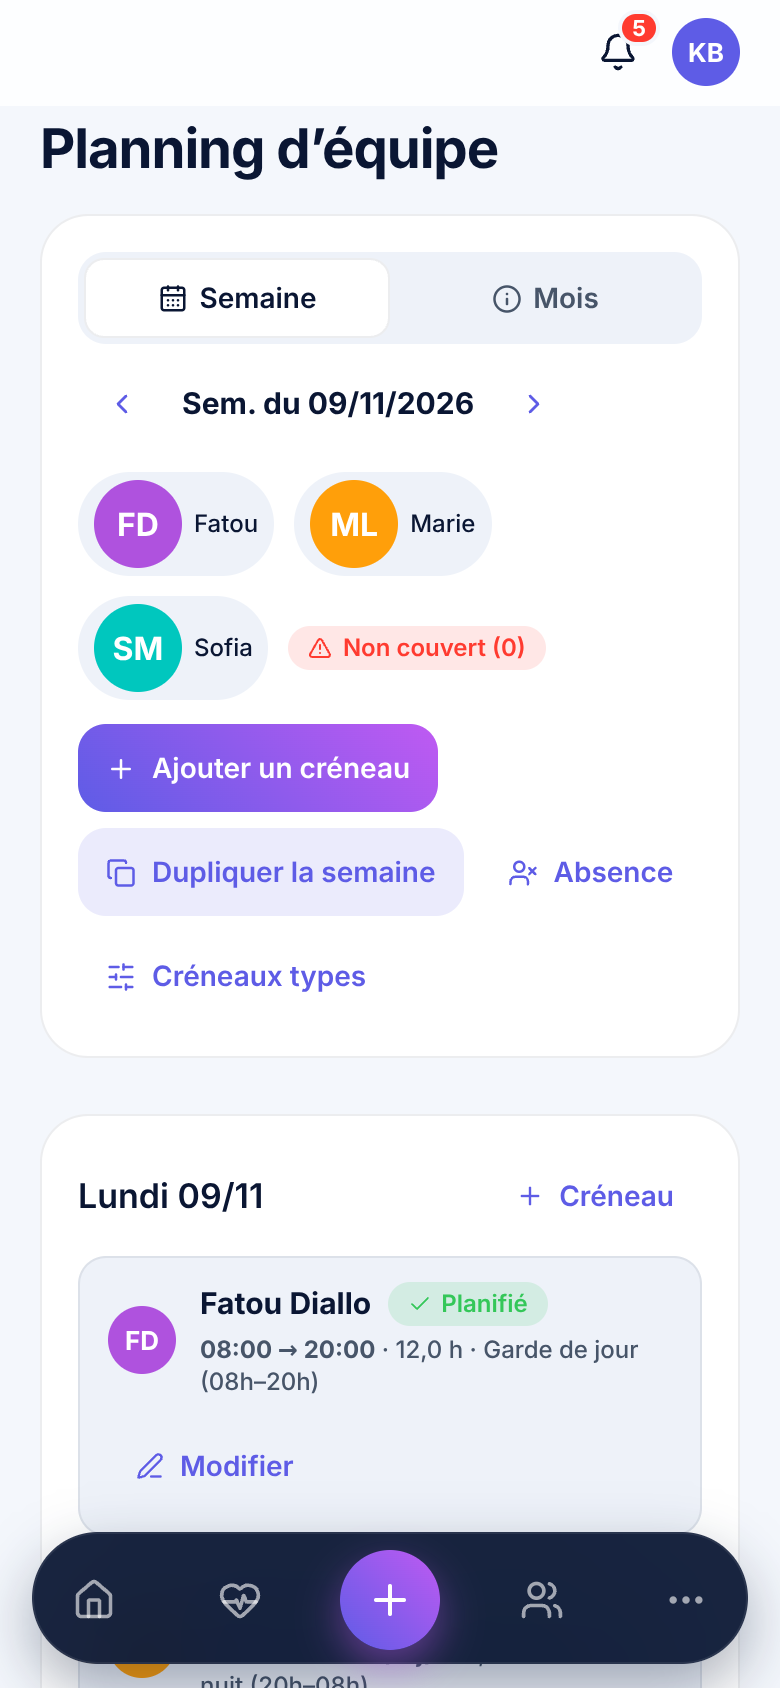 5
KB
Planning d’équipe
Semaine
Mois
Sem. du 09/11/2026
FD
Fatou
ML
Marie
SM
Sofia
Non couvert (0)
Ajouter un créneau
Dupliquer la semaine
Absence
Créneaux types
Lundi 09/11
Créneau
Fatou Diallo
Planifié
FD
08:00 → 20:00 · 12,0 h · Garde de jour
(08h–20h)
Modifier
nuit (20h–08h)